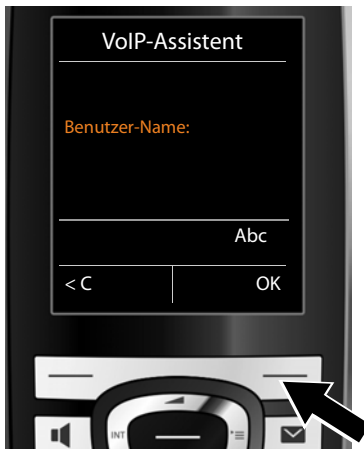 VoIP-Assistent
Benutzer-Name:
Abc
< C
OK
INT